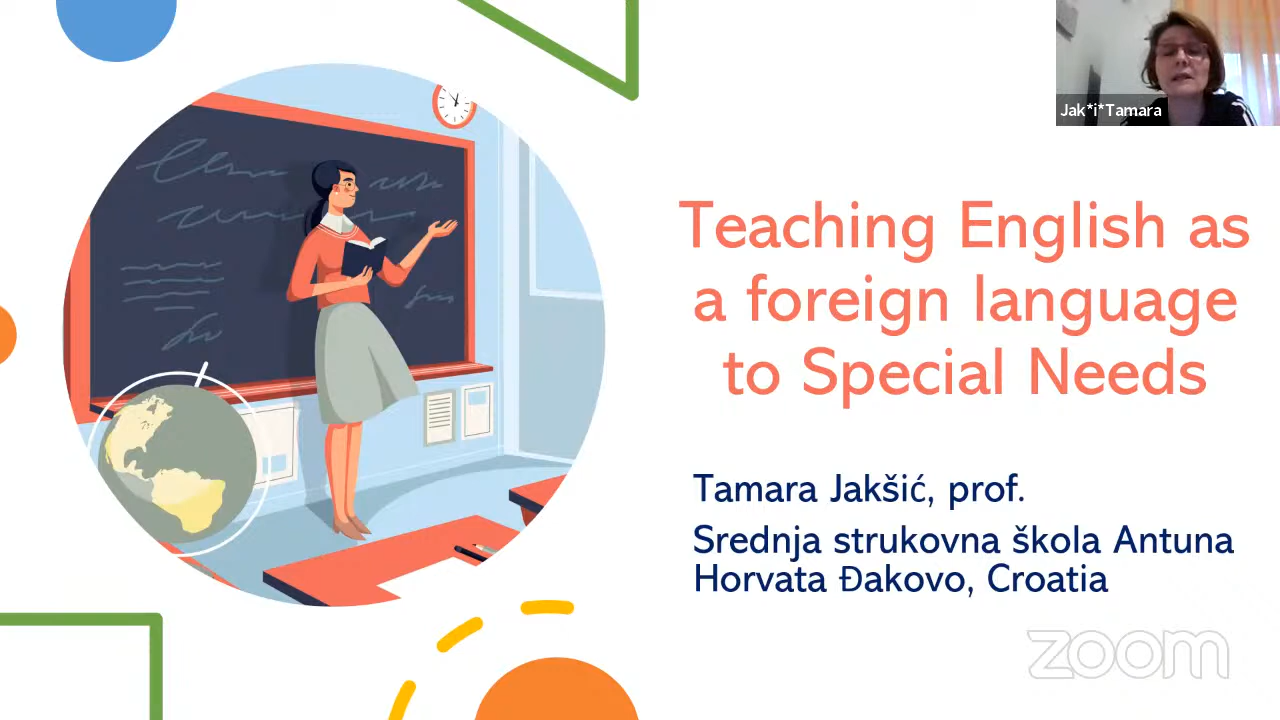 Jak*i*Tamara
Teaching English as
a foreign language
to Special Needs
Tamara Jakšić, prof.
Srednja strukovna škola Antuna
Horvata Đakovo, Croatia
zoom